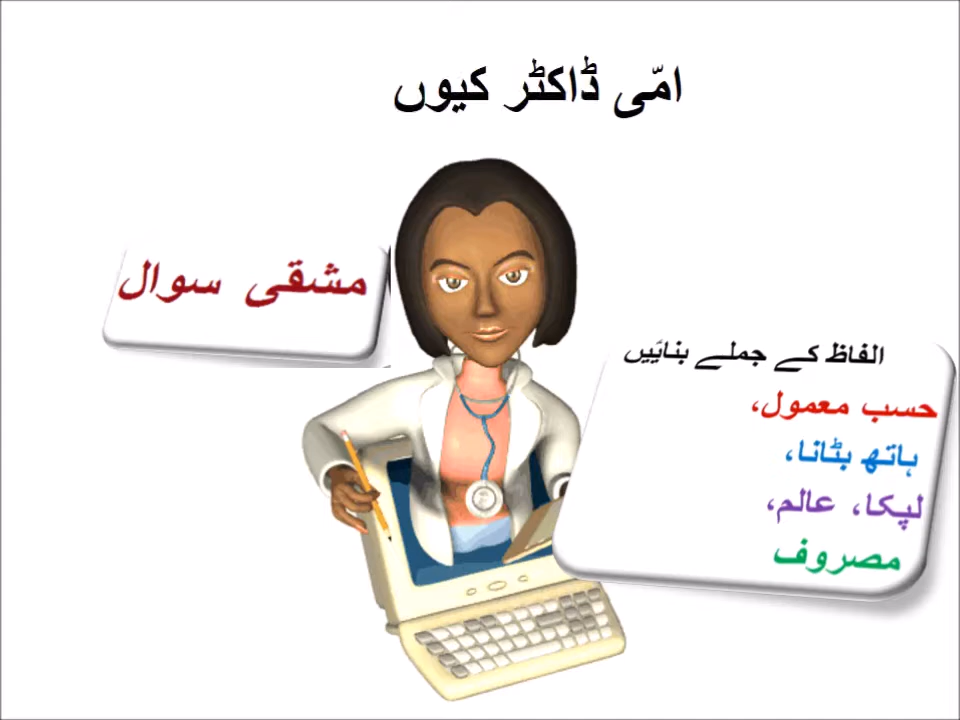 امّی ڈاکٹر کیوں
مشقی سوال
الفاظ کے جملے بنائیں
حسب معمول،
ہاتھ بٹانا،
لپکا، عالم،
مصروف